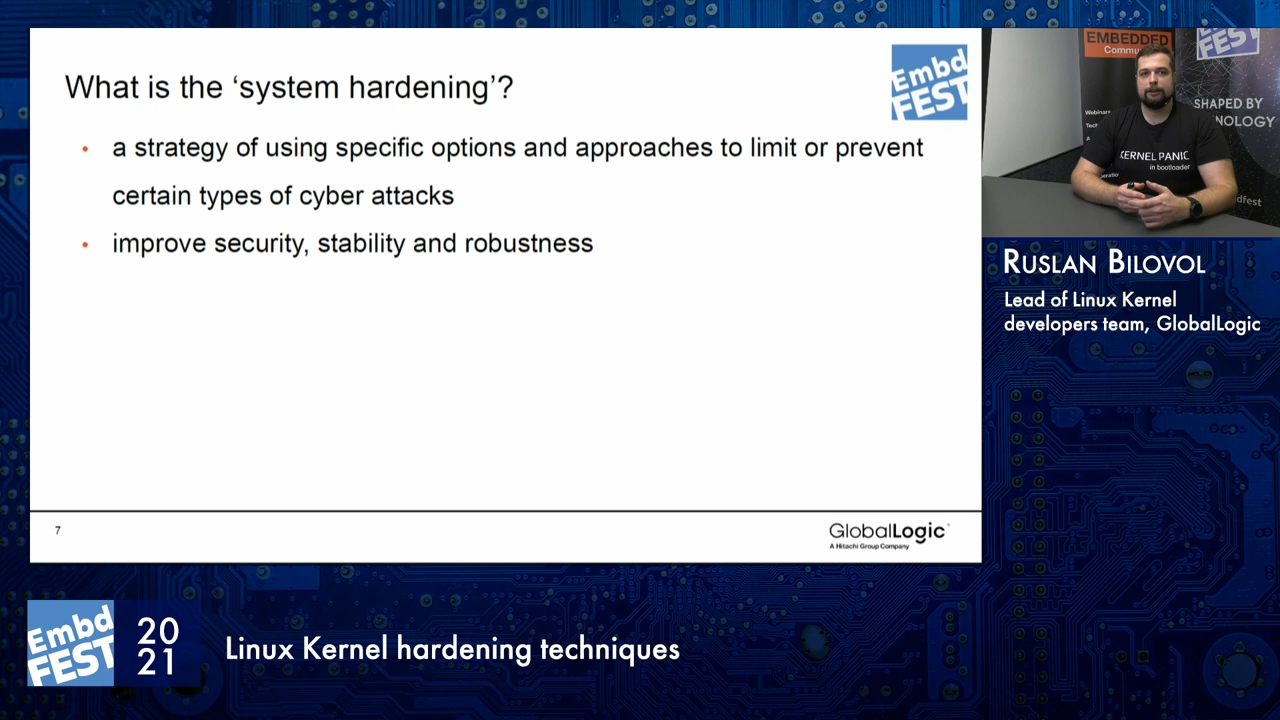 What is the ‘system hardening’?
Embd
FEST
• a strategy of using specific options and approaches to limit or prevent
certain types of cyber attacks
• improve security, stability and robustness
7
GlobalLogic
A Hitachi Group Company
EMBEDDED
FEST
SHAPED BY
Webinars
KERNEL PANIC
in bootloader
RUSLAN BILOVOL
Lead of Linux Kernel
developers team, GlobalLogic
Embd
FEST
20
21
Linux Kernel hardening techniques